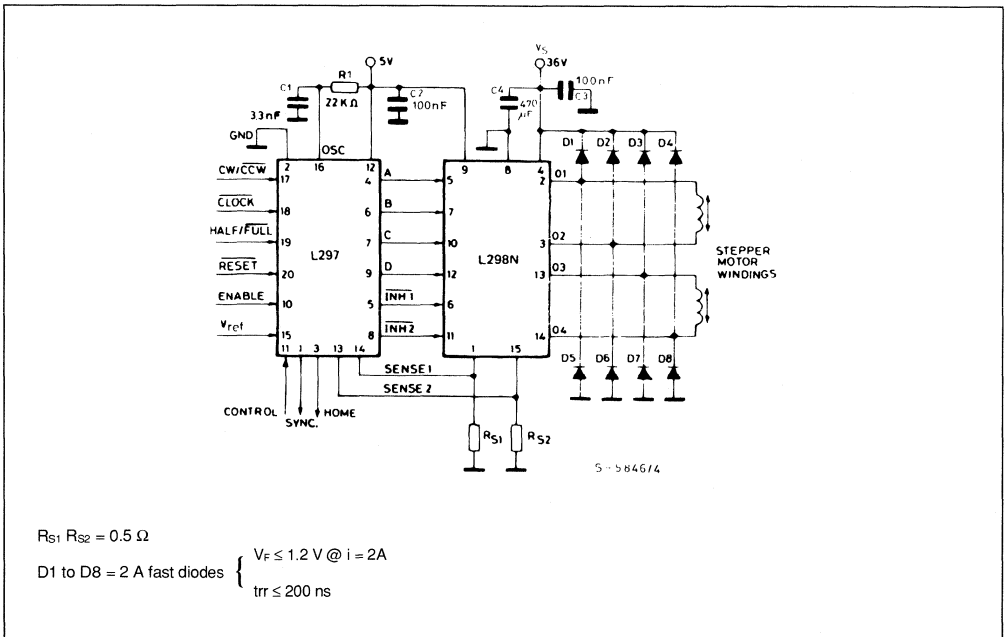 Vs
5V 36V
C1 R1 C2 C4 100nF
3.3nF 22KΩ 100nF 470 μF C3
GND
OSC
D1 D2 D3 D4
2 16 12 9 8 4
CW/CCW 17 4 A 5 2 O1
CLOCK 18 6 B 7
HALF/FULL 19 7 C 10 3 O2
L297 L298N
STEPPER
MOTOR
WINDINGS
RESET 20 9 D 12 13 O3
ENABLE 10 5 INH1 6
Vref 15 8 INH2 11 14 O4
11 1 3 13 14 1 15
D5 D6 D7 D8
SENSE 1
SENSE 2
CONTROL SYNC. HOME
RS1 RS2
S-5846/4
RS1 RS2 = 0.5 Ω
VF ≤ 1.2 V @ i = 2A
D1 to D8 = 2 A fast diodes {
trr ≤ 200 ns